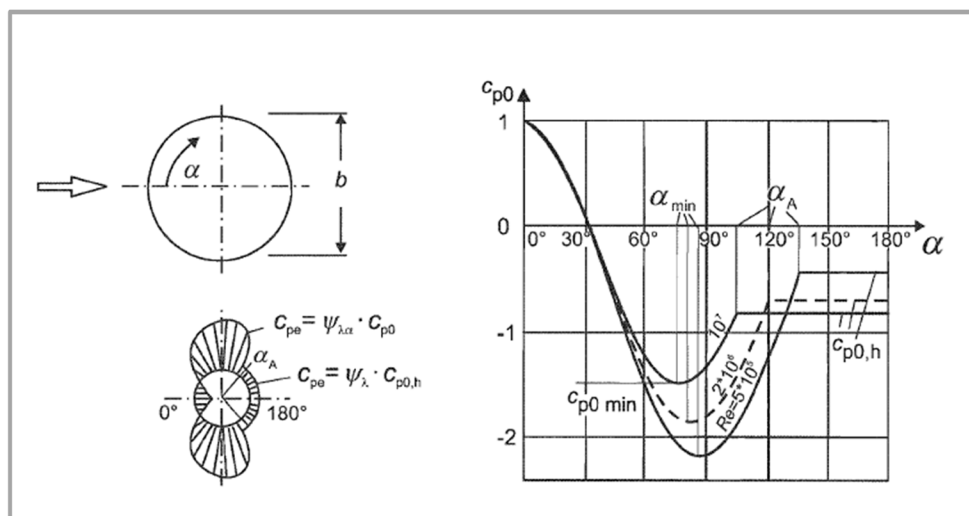 α
b
c_pe = ψ_λα · c_p0
α_A
c_pe = ψ_λ · c_p0,h
0°
180°
c_p0
1
0
-1
-2
α_min
α_A
0° 30° 60° 90° 120° 150° 180°
α
10⁷
2*10⁶
Re=5*10⁵
c_p0 min
c_p0,h